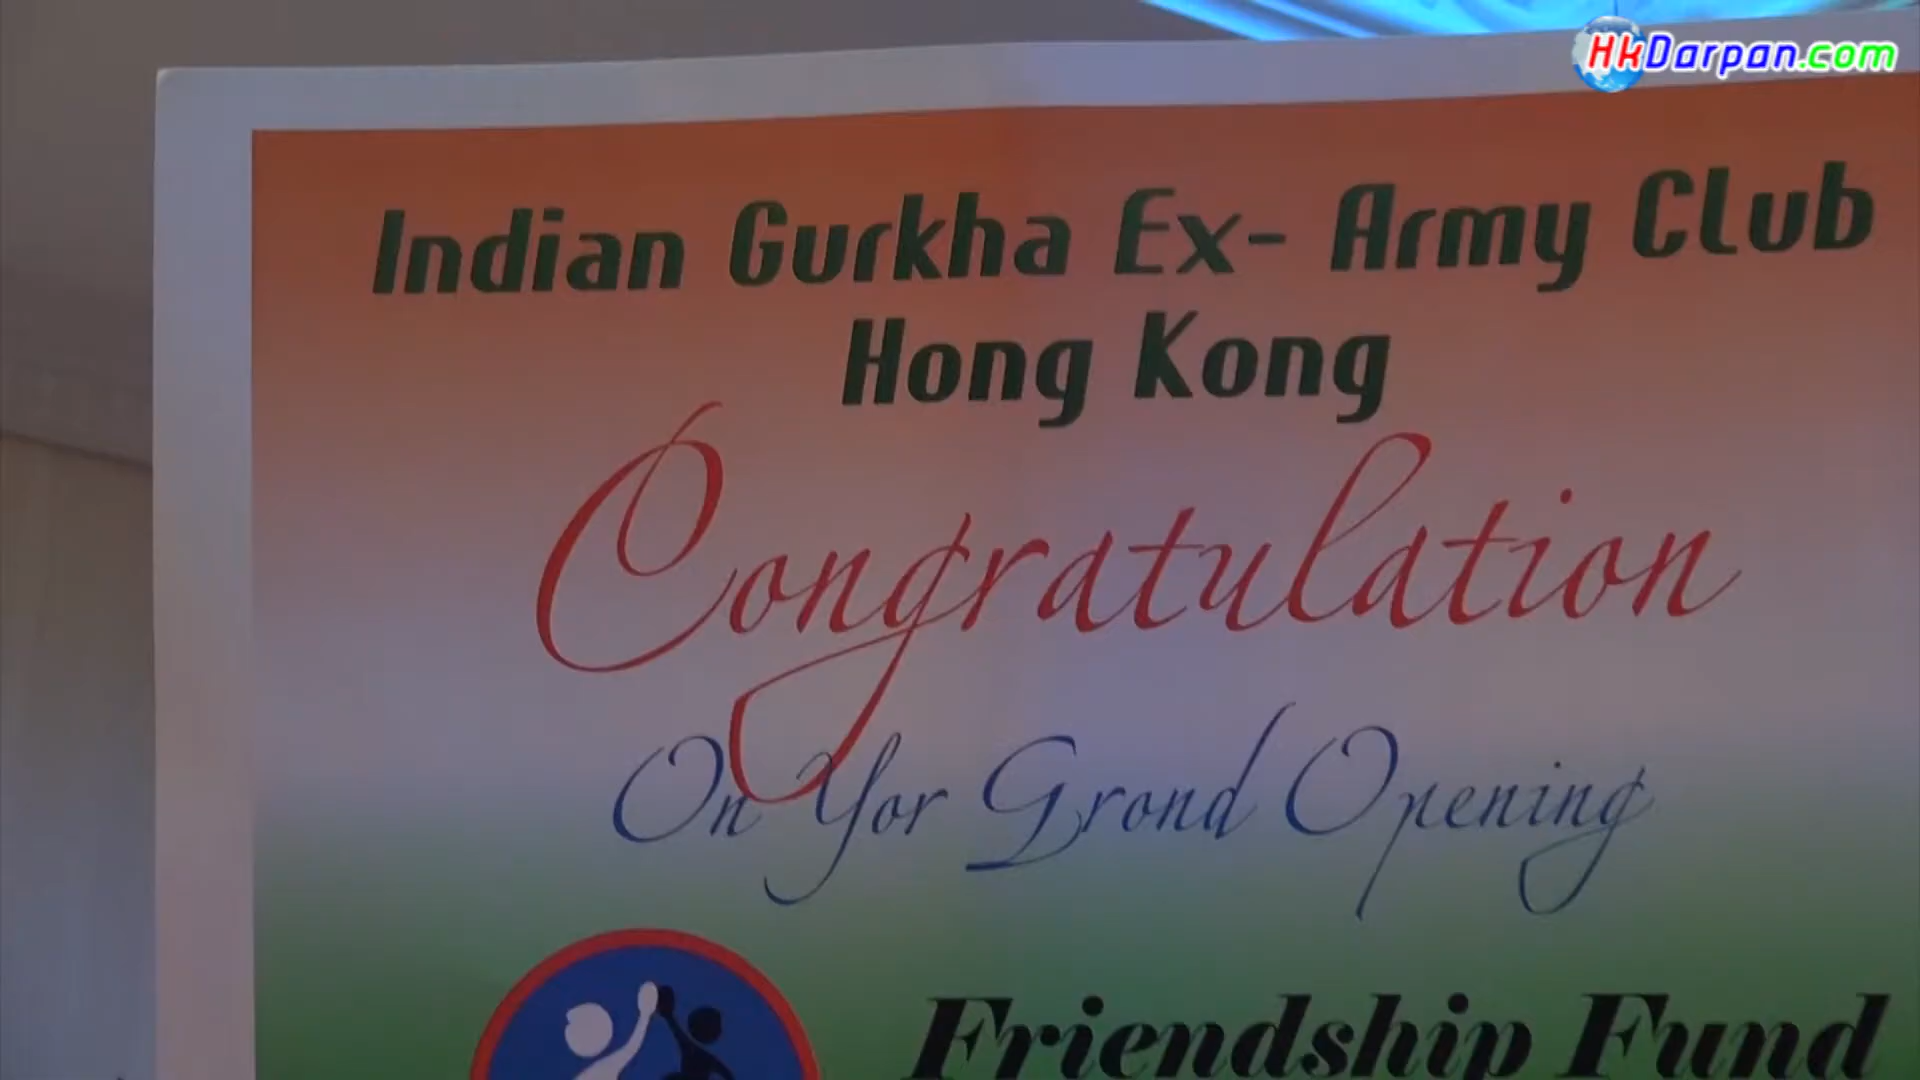 HkDarpan.com
Indian Gurkha Ex- Army CLub
Hong Kong
Congratulation
On Yor Grond Opening
Friendship Fund